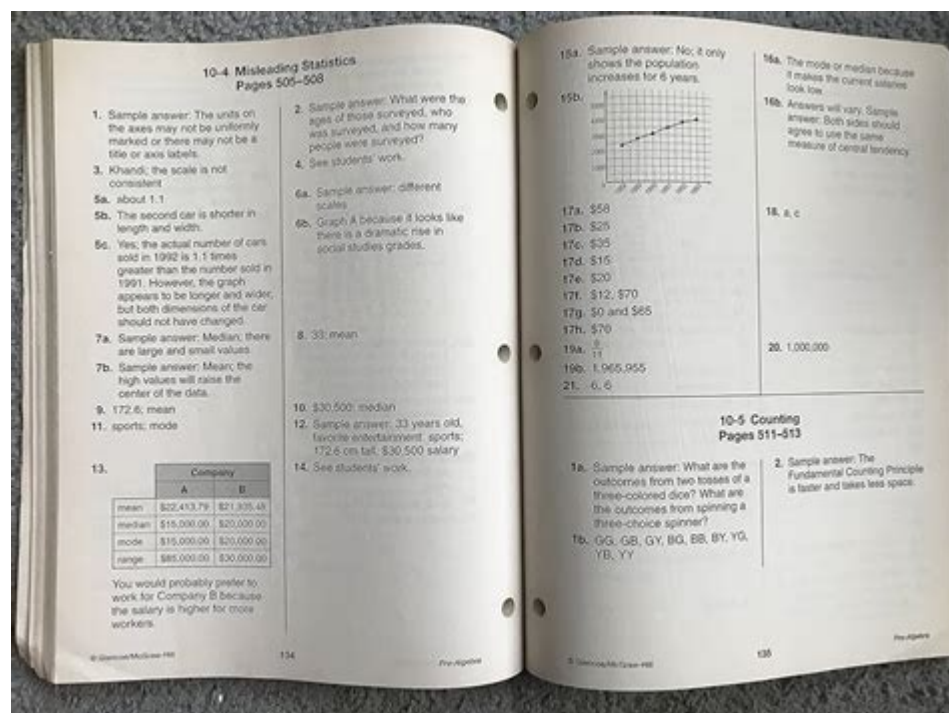 10-4 Misleading Statistics
Pages 505–508
1. Sample answer: The units on
the axes may not be uniformly
marked or there may not be a
title or axis labels.
3. Khandi; the scale is not
consistent
5a. about 1.1
5b. The second car is shorter in
length and width.
5c. Yes; the actual number of cars
sold in 1992 is 1.1 times
greater than the number sold in
1991. However, the graph
appears to be longer and wider,
but both dimensions of the car
should not have changed.
7a. Sample answer: Median; there
are large and small values
7b. Sample answer: Mean; the
high values will raise the
center of the data.
9. 172.6; mean
11. sports; mode
13.
Company
A B
mean $22,413.79
median $15,000.00 $20,000.00
mode $15,000.00 $20,000.00
range $85,000.00 $30,000.00
You would probably prefer to
work for Company B because
the salary is higher for more
workers.
2. Sample answer: What were the
ages of those surveyed, who
was surveyed, and how many
people were surveyed?
4. See students' work.
6a. Sample answer: different
scales
6b. Graph A because it looks like
there is a dramatic rise in
social studies grades.
8. 33; mean
10. $30,500; median
12. Sample answer: 33 years old,
favorite entertainment: sports;
172.6 cm tall; $30,500 salary
14. See students' work.
© Glencoe/McGraw-Hill
134
Pre-Algebra
15a. Sample answer: No; it only
shows the population
increases for 6 years.
15b.
17a. $58
17b. $25
17c. $35
17d. $15
17e. $20
17f. $12, $70
17g. $0 and $65
17h. $70
19a. 9/11
19b. 1,965,955
21. 6, 6
16a. The mode or median because
it makes the current salaries
look low.
16b. Answers will vary. Sample
answer: Both sides should
agree to use the same
measure of central tendency.
18. a, c
20. 1,000,000
10-5 Counting
Pages 511–513
1a. Sample answer: What are the
outcomes from two tosses of a
three-colored dice? What are
the outcomes from spinning a
three-choice spinner?
1b. GG, GB, GY, BG, BB, BY, YG,
YB, YY
2. Sample answer: The
Fundamental Counting Principle
is faster and takes less space.
© Glencoe/McGraw-Hill
135
Pre-Algebra